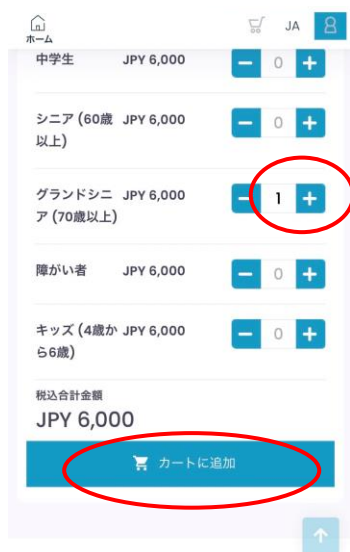 JA
ホーム
中学生 JPY 6,000 − 0 +
シニア (60歳 JPY 6,000 − 0 +
以上)
グランドシニ JPY 6,000 − 1 +
ア (70歳以上)
障がい者 JPY 6,000 − 0 +
キッズ (4歳か JPY 6,000 − 0 +
ら6歳)
税込合計金額
JPY 6,000
カートに追加